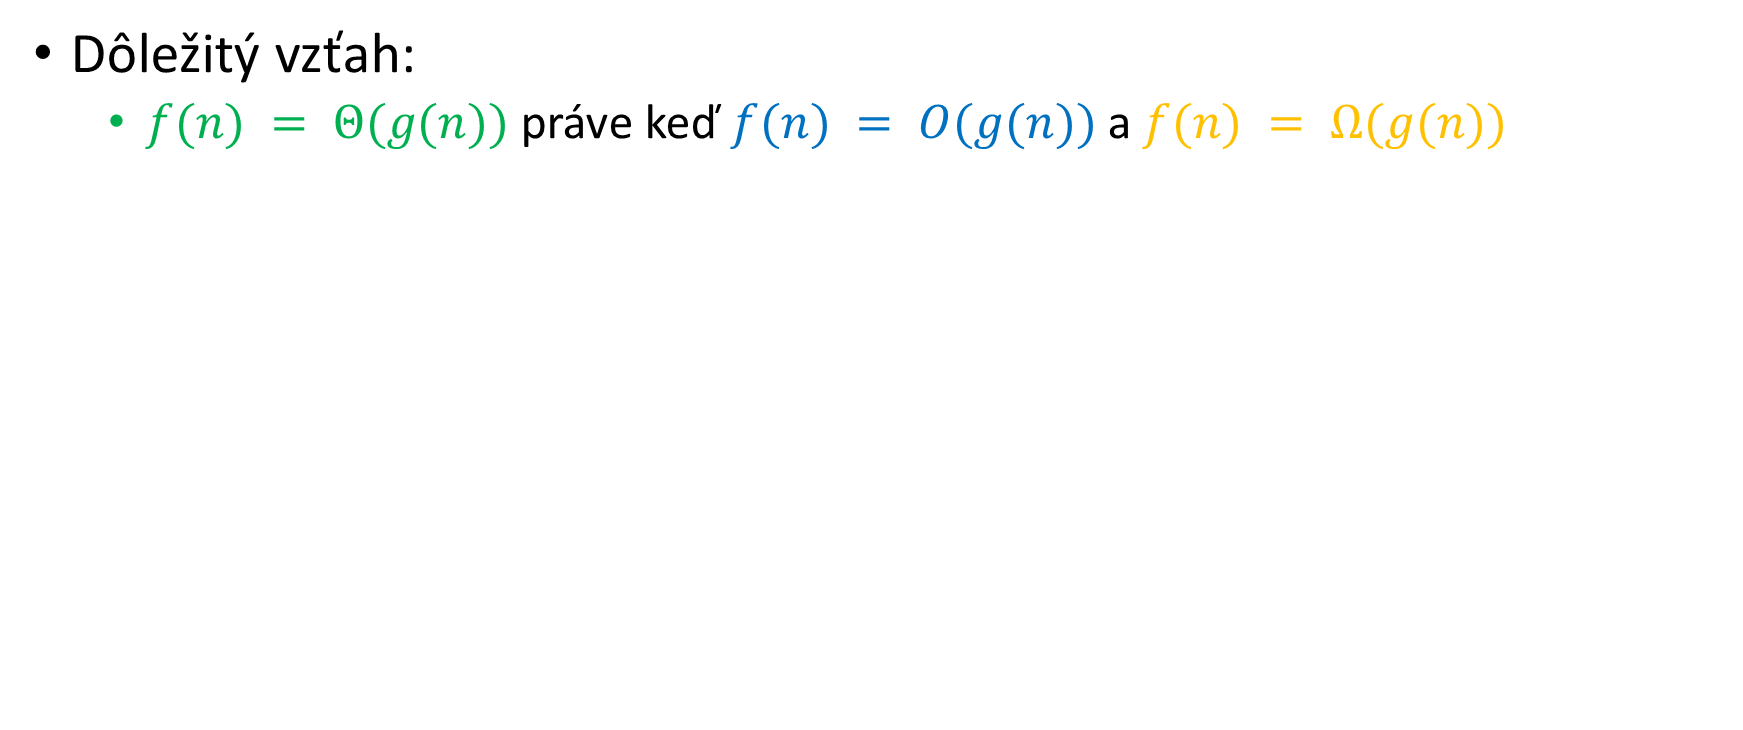 • Dôležitý vzťah:
• f(n) = Θ(g(n)) práve keď f(n) = O(g(n)) a f(n) = Ω(g(n))